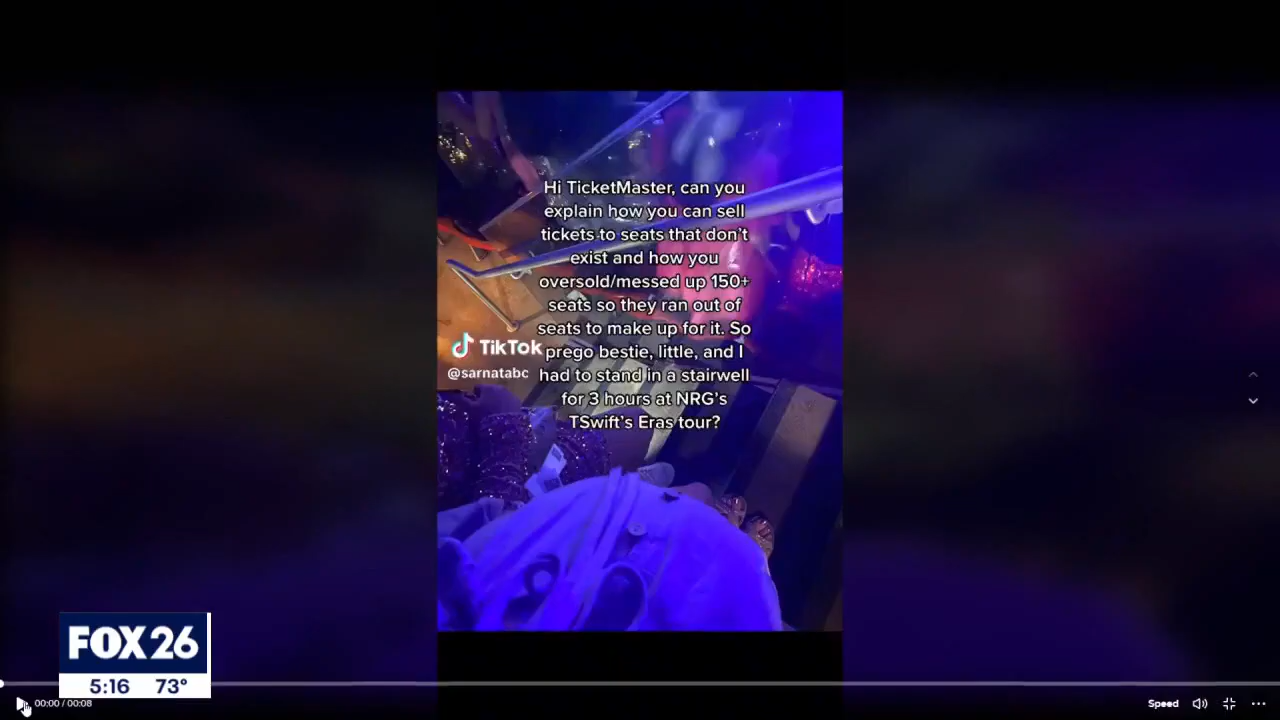 Hi TicketMaster, can you
explain how you can sell
tickets to seats that don't
exist and how you
oversold/messed up 150+
seats so they ran out of
seats to make up for it. So
prego bestie, little, and I
had to stand in a stairwell
for 3 hours at NRG's
TSwift's Eras tour?
TikTok
@sarnatabc
FOX 26
5:16 73°
00:00 / 00:08
Speed